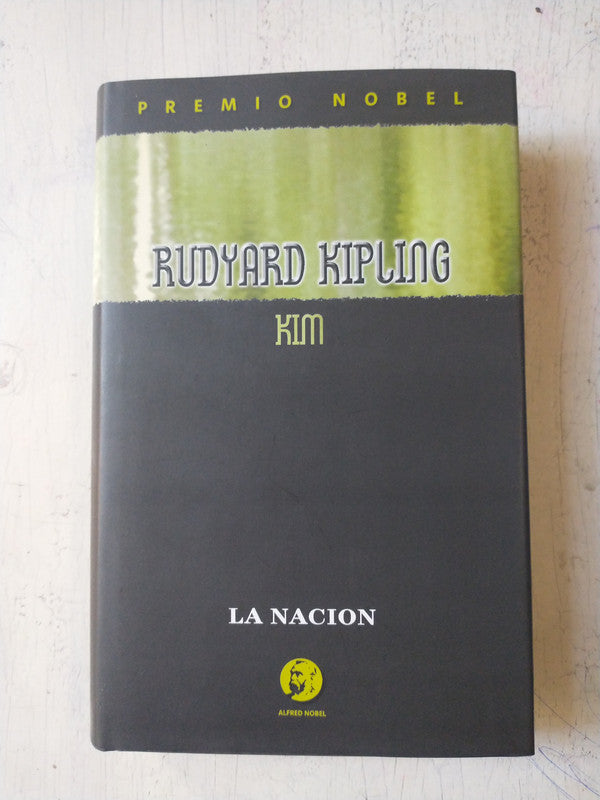 PREMIO NOBEL
RUDYARD KIPLING
KIM
LA NACION
ALFRED NOBEL